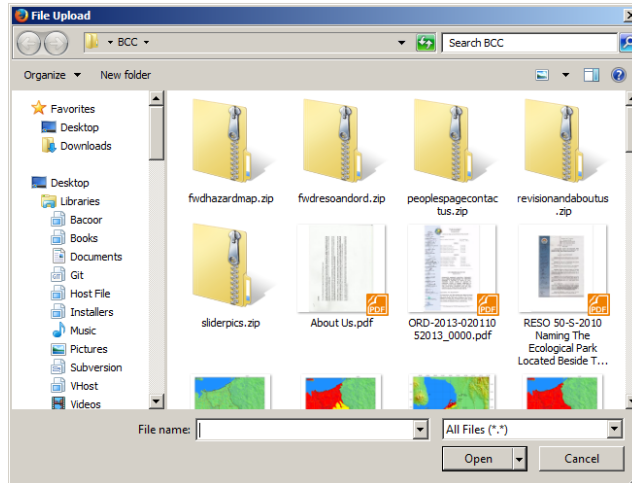 File Upload
BCC
Search BCC
Organize
New folder
Favorites
Desktop
Downloads
Desktop
Libraries
Bacoor
Books
Documents
Git
Host File
Installers
Music
Pictures
Subversion
VHost
Videos
fwdhazardmap.zip
fwdresoandord.zip
peoplespagecontac
tus.zip
revisionandaboutus
.zip
sliderpics.zip
PDF
About Us.pdf
PDF
ORD-2013-020110
52013_0000.pdf
PDF
RESO 50-S-2010
Naming The
Ecological Park
Located Beside T...
File name:
All Files (*.*)
Open
Cancel